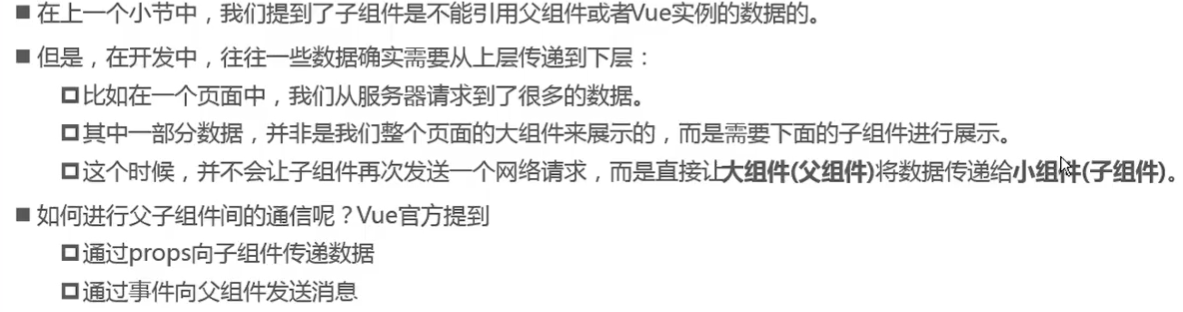 ■ 在上一个小节中，我们提到了子组件是不能引用父组件或者Vue实例的数据的。
■ 但是，在开发中，往往一些数据确实需要从上层传递到下层：
比如在一个页面中，我们从服务器请求到了很多的数据。
其中一部分数据，并非是我们整个页面的大组件来展示的，而是需要下面的子组件进行展示。
这个时候，并不会让子组件再次发送一个网络请求，而是直接让大组件(父组件)将数据传递给小组件(子组件)。
■ 如何进行父子组件间的通信呢？Vue官方提到
通过props向子组件传递数据
通过事件向父组件发送消息